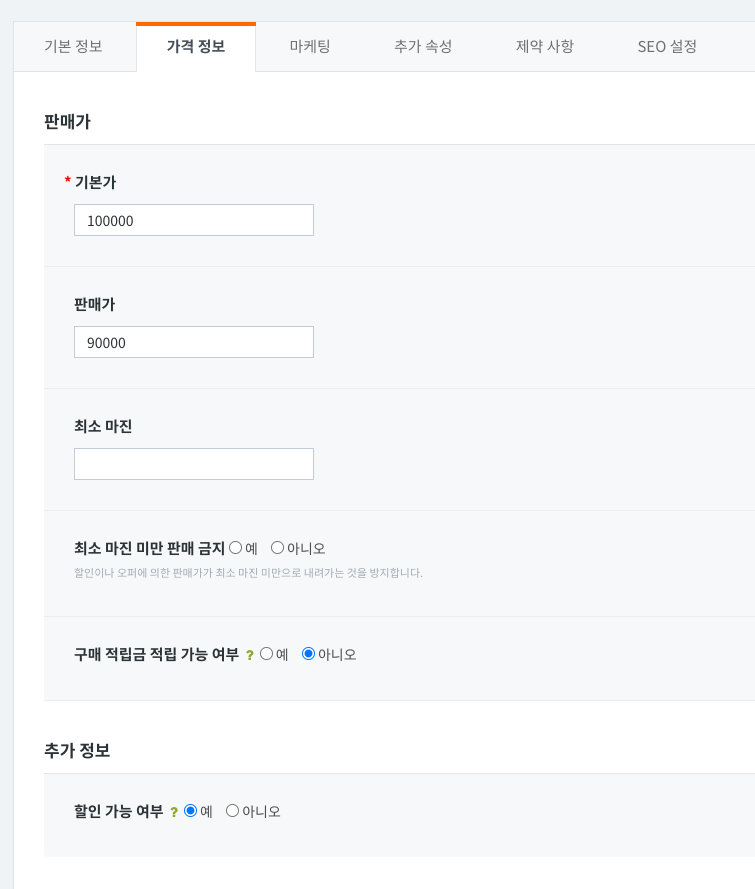 기본 정보 가격 정보 마케팅 추가 속성 제약 사항 SEO 설정
판매가
* 기본가
100000
판매가
90000
최소 마진
최소 마진 미만 판매 금지 예 아니오
할인이나 오퍼에 의한 판매가가 최소 마진 미만으로 내려가는 것을 방지합니다.
구매 적립금 적립 가능 여부 ? 예 아니오
추가 정보
할인 가능 여부 ? 예 아니오